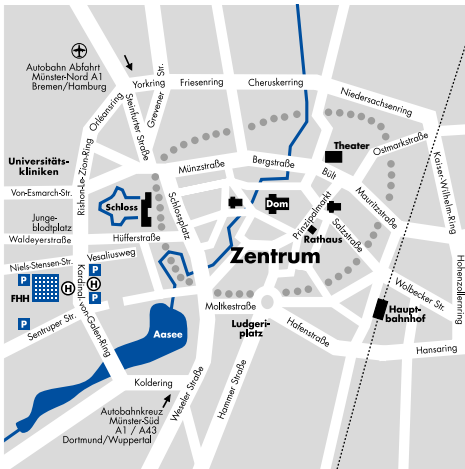 Autobahn Abfahrt
Münster-Nord A1
Bremen/Hamburg
Yorkring
Friesenring
Cheruskerring
Niedersachsenring
Orléansring
Steinfurter Straße
Grevener Str.
Ostmarkstraße
Kaiser-Wilhelm-Ring
Hohenzollernring
Universitäts-
kliniken
Rishon-Le-Zion-Ring
Von-Esmarch-Str.
Junge-
blodtplatz
Waldeyerstraße
Niels-Stensen-Str.
Theater
Münzstraße
Bergstraße
Bült
Mauritzstraße
Schloss
Schlossplatz
Dom
Prinzipalmarkt
Rathaus
Salzstraße
Hüfferstraße
Vesaliusweg
Zentrum
P
P
H
H
FHH
P
P
Kardinal-von-Galen-Ring
Sentruper Str.
Wolbecker Str.
Moltkestraße
Ludgeri-
platz
Hafenstraße
Haupt-
bahnhof
Hansaring
Aasee
Koldering
Weseler Straße
Hammer Straße
Autobahnkreuz
Münster-Süd
A1 / A43
Dortmund/Wuppertal